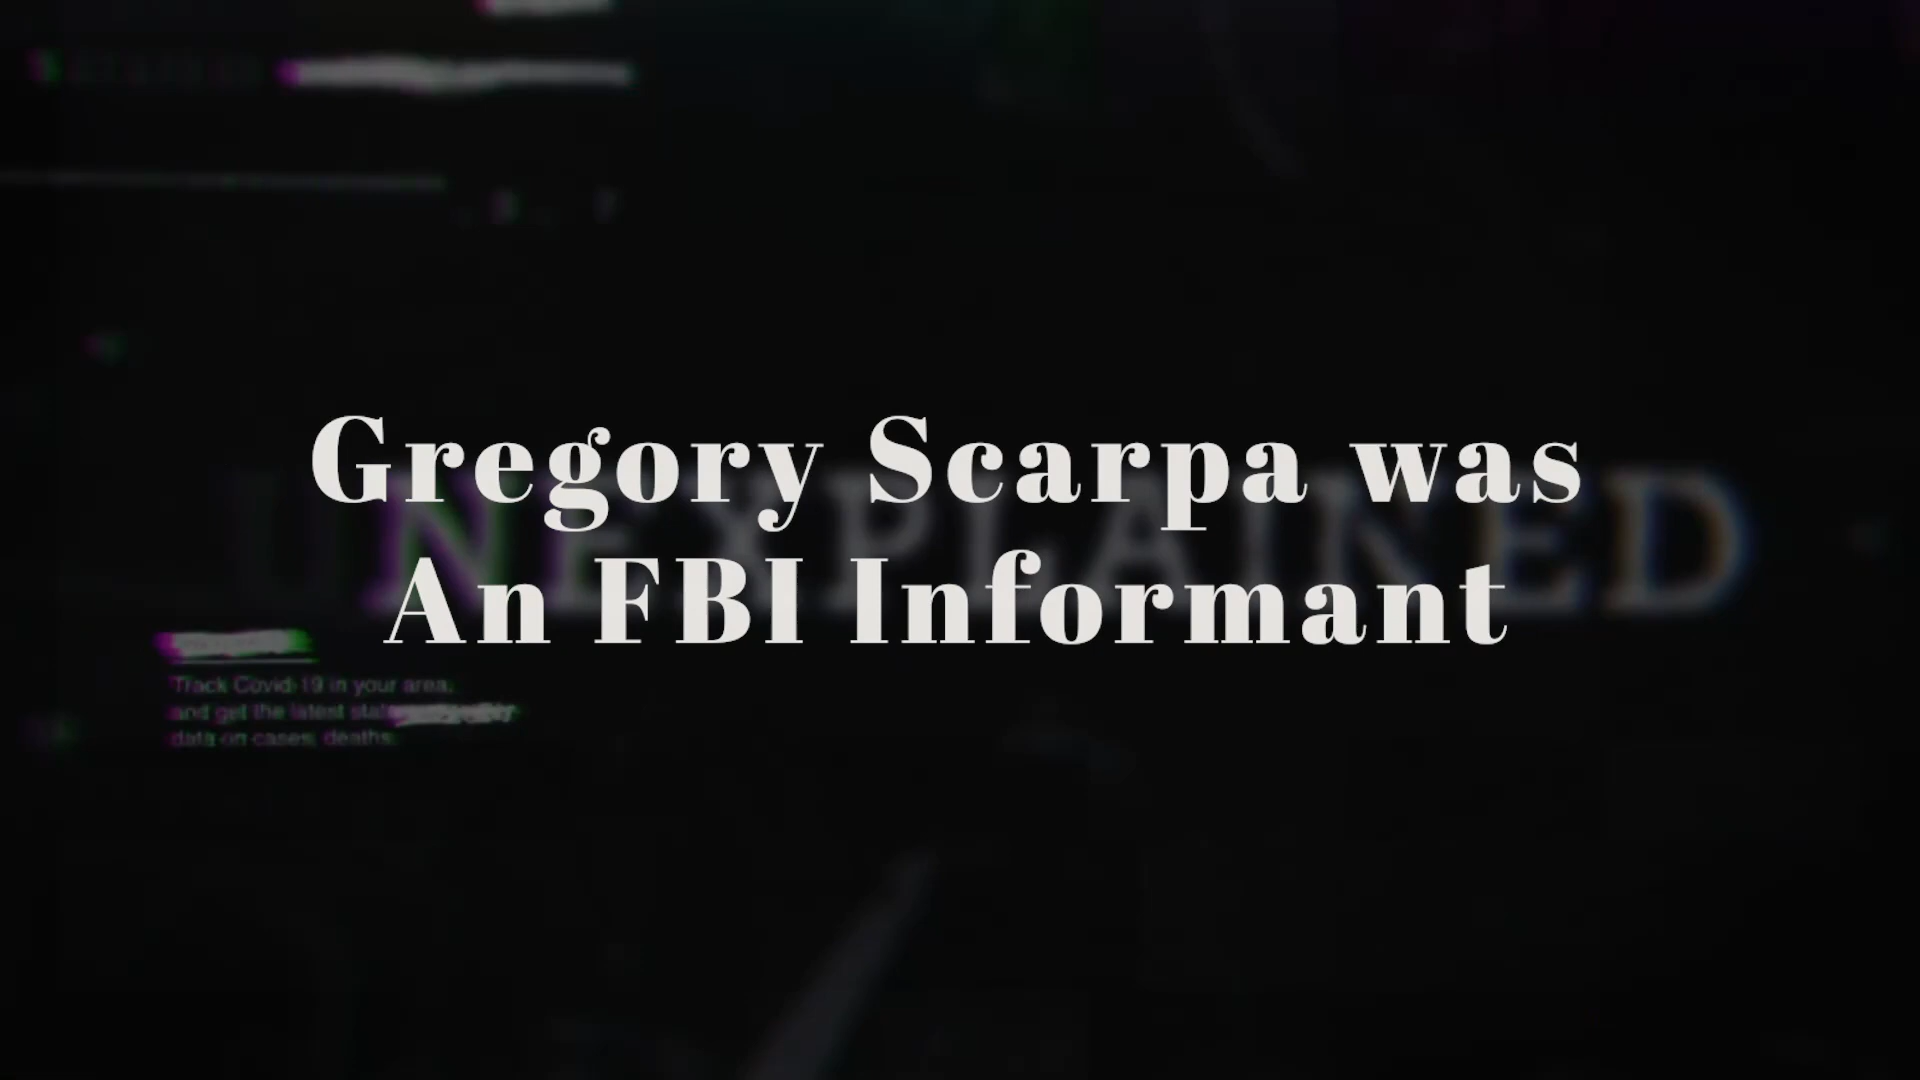 Gregory Scarpa was
An FBI Informant
UNEXPLAINED
Track Covid-19 in your area,
and get the latest
data on cases, deaths.